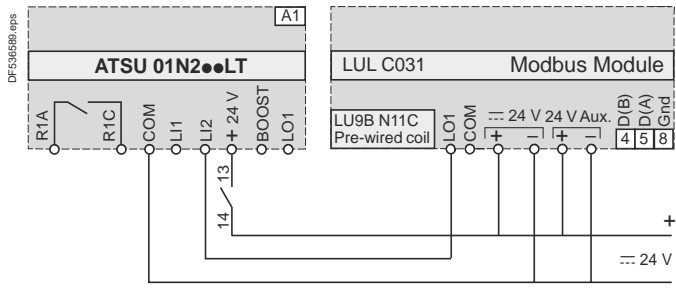 DF536589.eps
A1
ATSU 01N2●●LT
R1A
R1C
COM
LI1
LI2
+ 24 V
BOOST
LO1
13
14
LUL C031 Modbus Module
LU9B N11C
Pre-wired coil
LO1
COM
⎓ 24 V
24 V Aux.
+ − + −
D(B)
D(A)
Gnd
4 5 8
+
⎓ 24 V